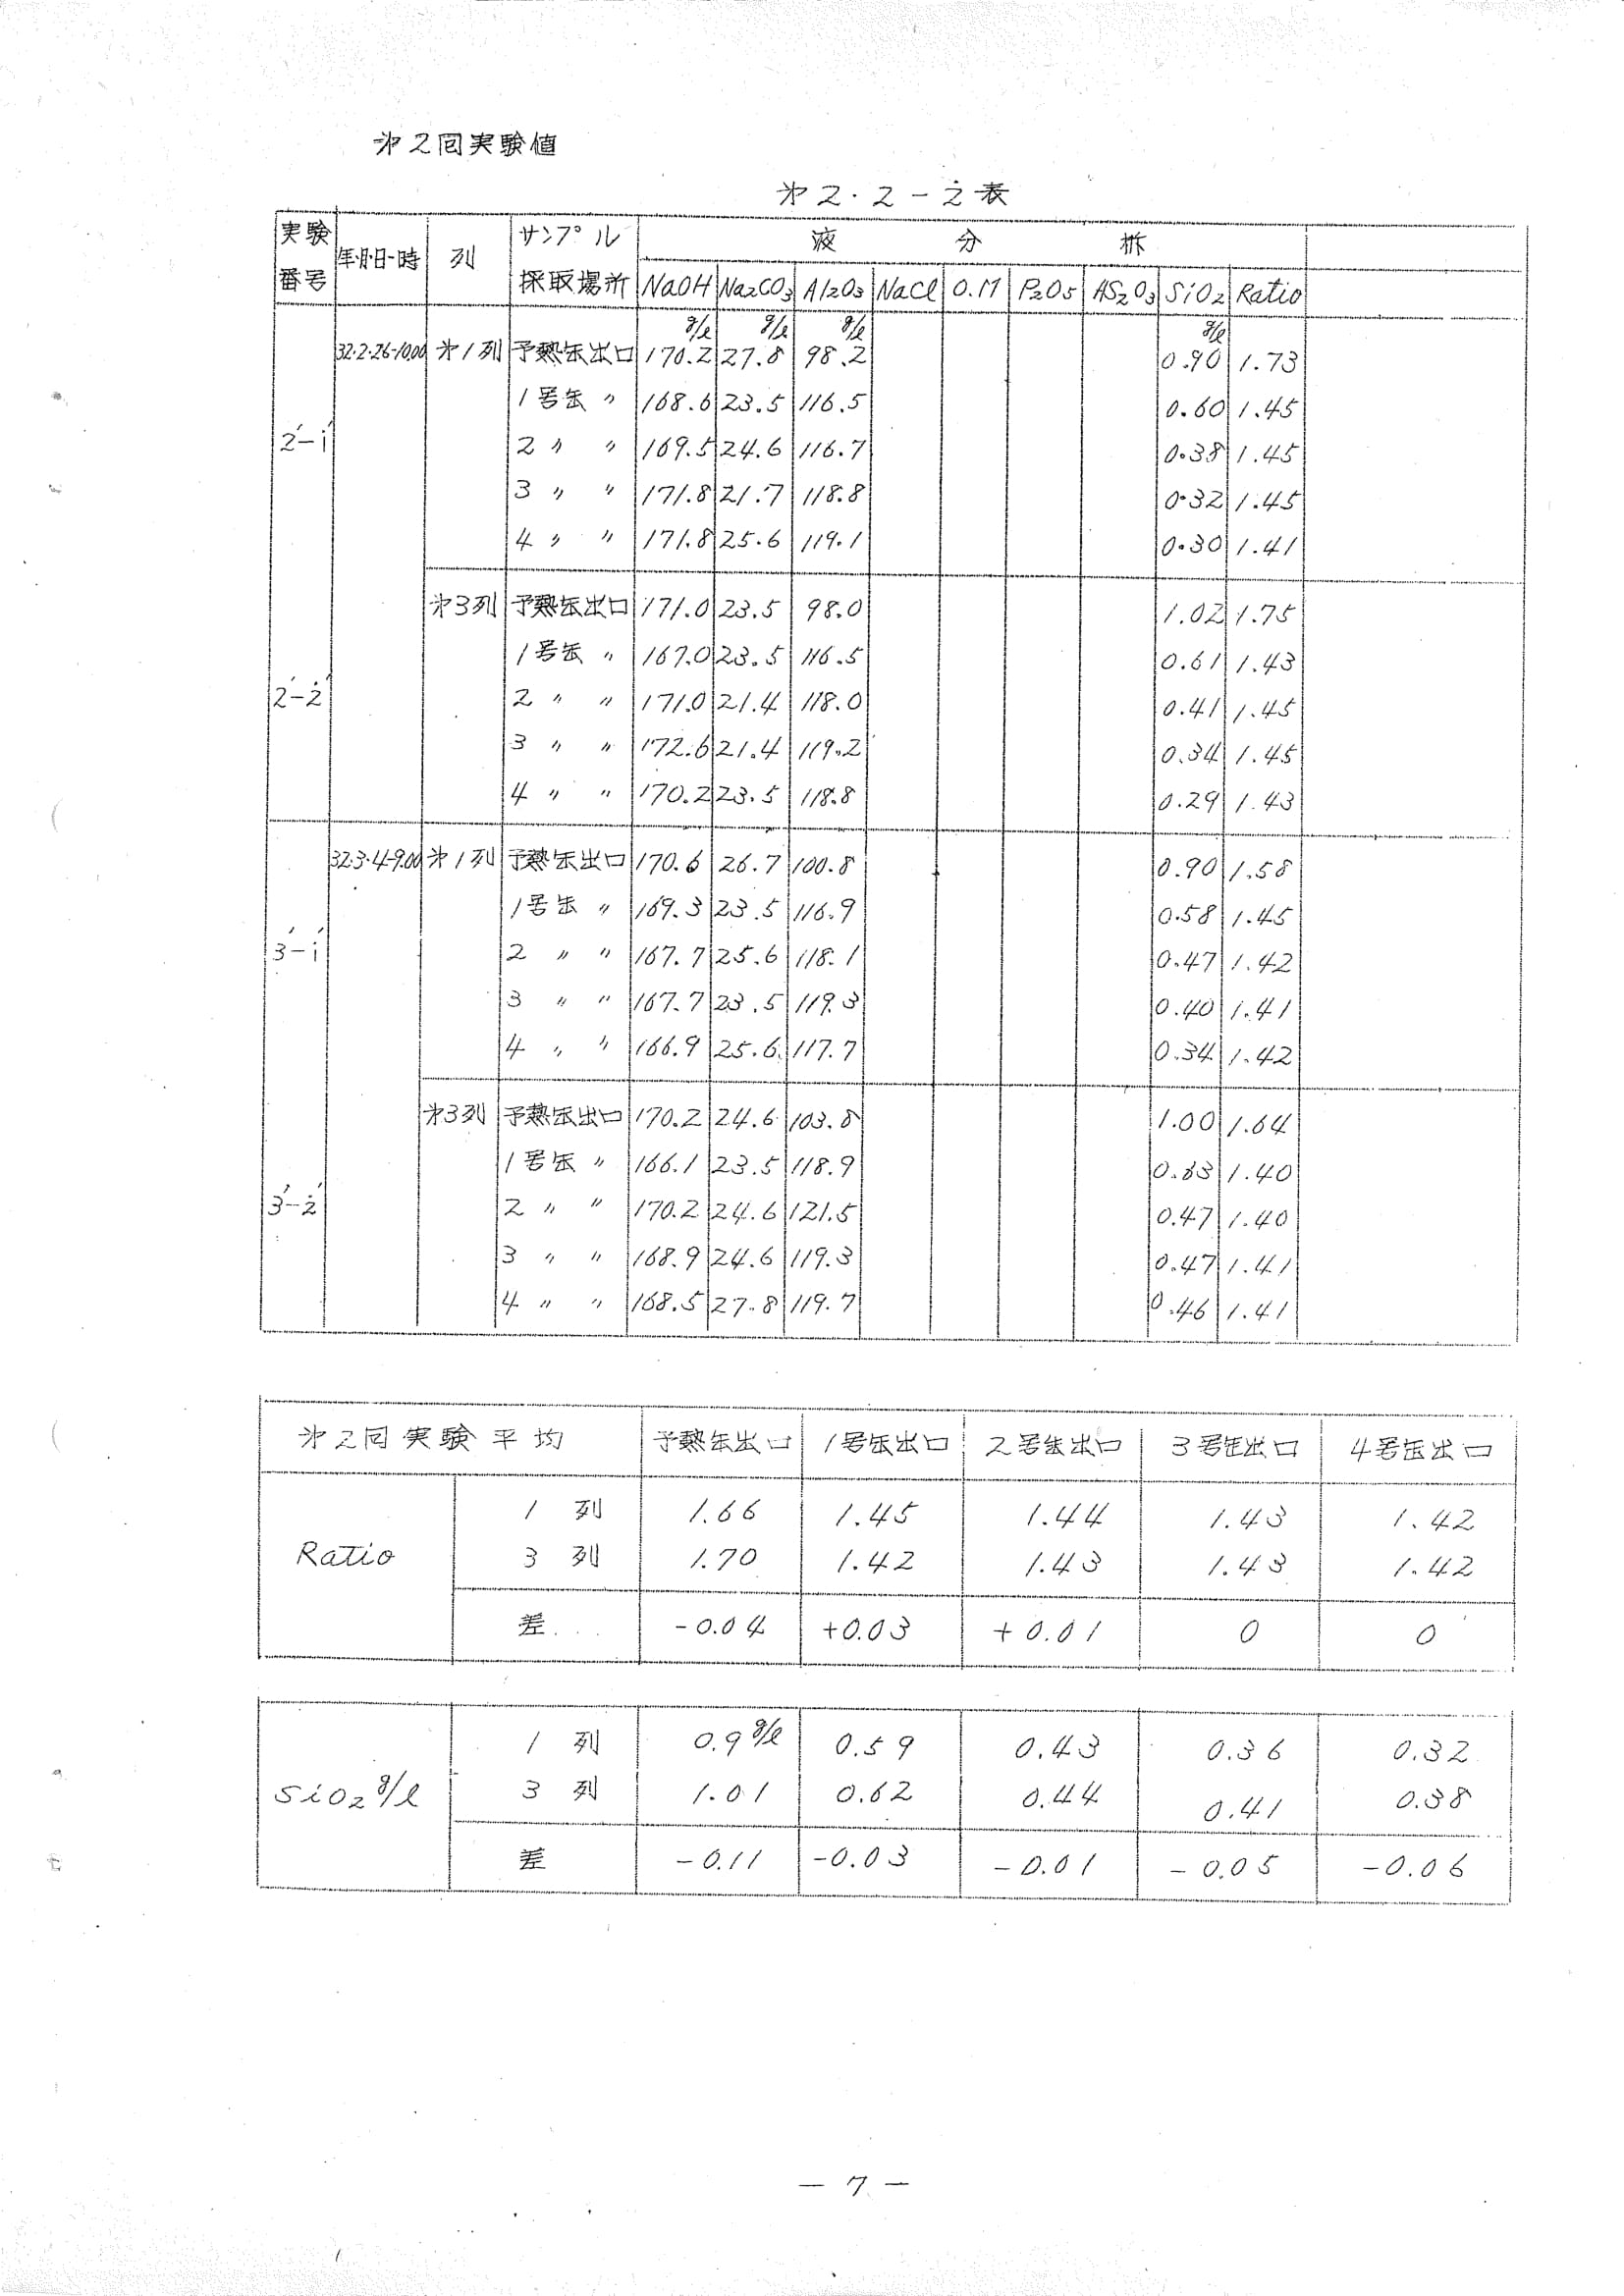 第2回実験値
第2.2-2表
実験番号 年・月・日・時 列 サンプル採取場所 液分析
NaOH Na₂CO₃ Al₂O₃ NaCl O.M P₂O₅ AS₂O₃ SiO₂ Ratio
g/l g/l g/l g/l
32・2・26-10.00 第1列 予熱缶出口 170.2 27.8 98.2 0.90 1.73
1号缶 〃 168.6 23.5 116.5 0.60 1.45
2'-1' 2 〃 〃 169.5 24.6 116.7 0.38 1.45
3 〃 〃 171.8 21.7 118.8 0.32 1.45
4 〃 〃 171.8 25.6 119.1 0.30 1.41
第3列 予熱缶出口 171.0 23.5 98.0 1.02 1.75
1号缶 〃 167.0 23.5 116.5 0.61 1.43
2'-2' 2 〃 〃 171.0 21.4 118.0 0.41 1.45
3 〃 〃 172.6 21.4 119.2 0.34 1.45
4 〃 〃 170.2 23.5 118.8 0.29 1.43
32・3・4-9.00 第1列 予熱缶出口 170.6 26.7 100.8 0.90 1.58
1号缶 〃 169.3 23.5 116.9 0.58 1.45
3'-1' 2 〃 〃 167.7 25.6 118.1 0.47 1.42
3 〃 〃 167.7 23.5 119.3 0.40 1.41
4 〃 〃 166.9 25.6 117.7 0.34 1.42
第3列 予熱缶出口 170.2 24.6 103.8 1.00 1.64
1号缶 〃 166.1 23.5 118.9 1.40
3'-2' 2 〃 〃 170.2 24.6 121.5 0.47 1.40
3 〃 〃 168.9 24.6 119.3 0.47 1.41
4 〃 〃 168.5 27.8 119.7 0.46 1.41
第2回実験平均 予熱缶出口 1号缶出口 2号缶出口 3号缶出口 4号缶出口
Ratio
1列 1.66 1.45 1.44 1.43 1.42
3列 1.70 1.42 1.43 1.43 1.42
差 -0.04 +0.03 +0.01 0 0
SiO₂ g/l
1列 0.9g/l 0.59 0.43 0.36 0.32
3列 1.01 0.62 0.44 0.41 0.38
差 -0.11 -0.03 -0.01 -0.05 -0.06
— 7 —